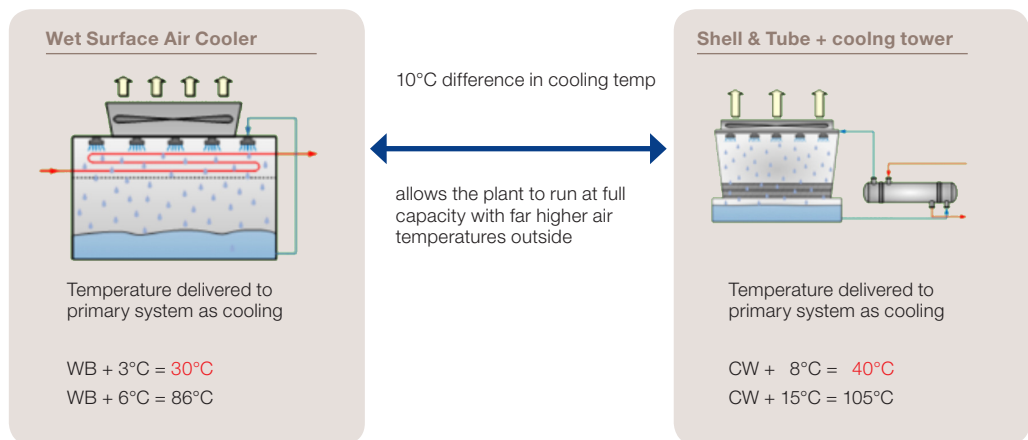 Wet Surface Air Cooler
Temperature delivered to
primary system as cooling
WB + 3°C = 30°C
WB + 6°C = 86°C
10°C difference in cooling temp
allows the plant to run at full
capacity with far higher air
temperatures outside
Shell & Tube + coolng tower
Temperature delivered to
primary system as cooling
CW + 8°C = 40°C
CW + 15°C = 105°C